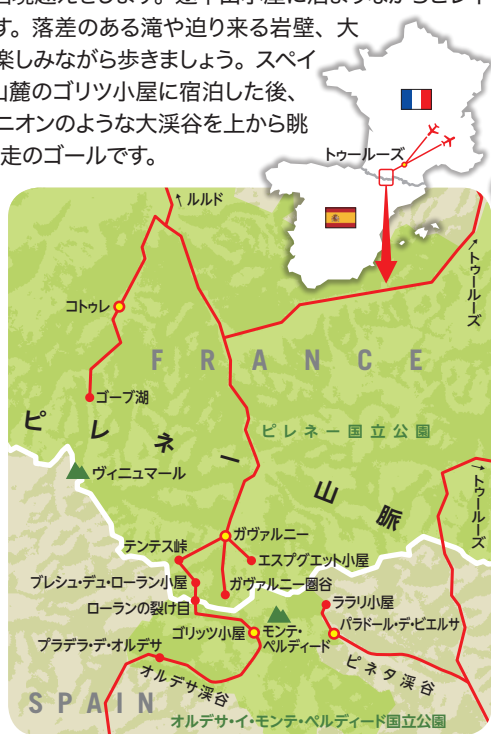 す。落差のある滝や迫り来る岩壁、大
楽しみながら歩きましょう。スペイ
山麓のゴリツ小屋に宿泊した後、
ニオンのような大渓谷を上から眺
走のゴールです。
トゥールーズ
↑ルルド
↗トゥールーズ
コトゥレ
FRANCE
ゴーブ湖
ピレネー山脈
ピレネー国立公園
ヴィニュマール
↑トゥールーズ
ガヴァルニー
テンテス峠
エスプグエット小屋
ブレシュ・デュ・ローラン小屋
ガヴァルニー圏谷
ローランの裂け目
ラリ小屋
ゴリッツ小屋
モンテ・
ペルディード
パラドール・デ・ビエルサ
プラデラ・デ・オルデサ
オルデサ渓谷
ピネタ渓谷
SPAIN
オルデサ・イ・モンテ・ペルディード国立公園